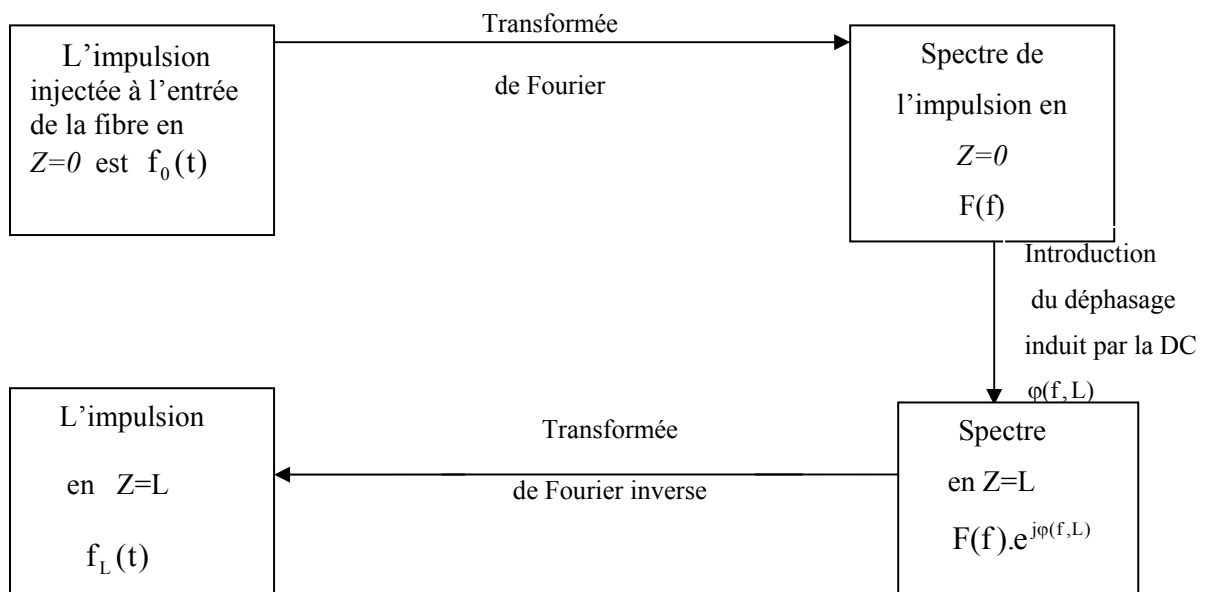 L'impulsion
injectée à l'entrée
de la fibre en
Z=0 est f₀(t)
Transformée
de Fourier
Spectre de
l'impulsion en
Z=0
F(f)
Introduction
du déphasage
induit par la DC
φ(f,L)
Spectre
en Z=L
F(f).e^{jφ(f,L)}
Transformée
de Fourier inverse
L'impulsion
en Z=L
f_L(t)